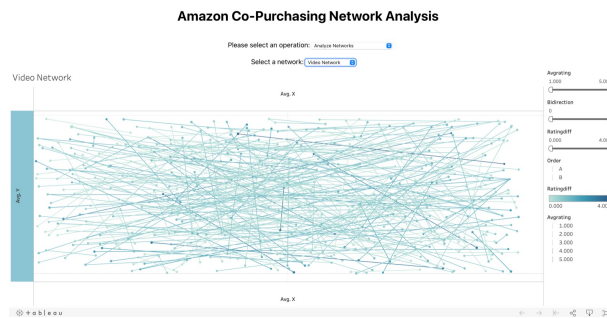 Amazon Co-Purchasing Network Analysis
Please select an operation: Analyze Networks
Select a network: Video Network
Video Network
Avg. X
Avg. Y
Avg. X
Avgrating
1.000 5.00
Bidirection
0
Ratingdiff
0.000 4.00
Order
A
B
Ratingdiff
0.000 4.00
Avgrating
1.000
2.000
3.000
4.000
5.000
+ableau